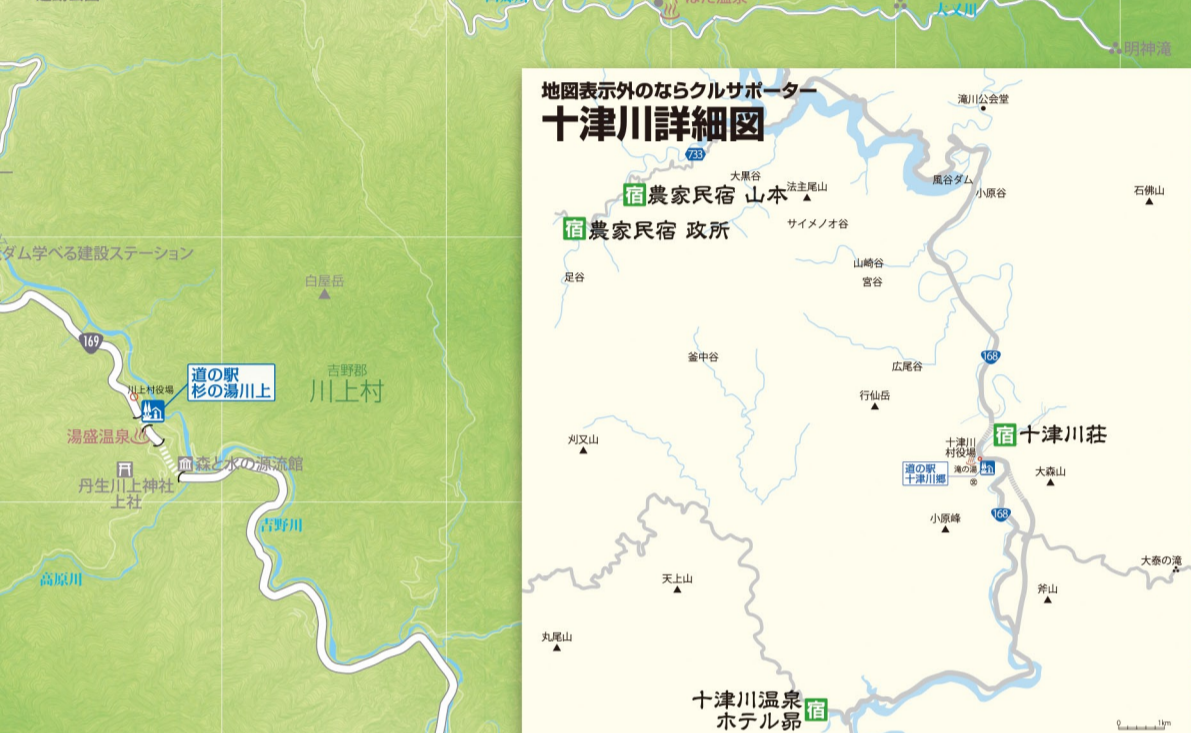 大又川
明神滝
ダム学べる建設ステーション
白屋岳
169
川上村役場
道の駅
杉の湯川上
吉野郡
川上村
湯盛温泉
森と水の源流館
丹生川上神社
上社
吉野川
高原川
地図表示外のならクルサポーター
十津川詳細図
滝川公会堂
733
大黒谷
法主尾山
風谷ダム
小原谷
石佛山
宿 農家民宿 山本
サイメノオ谷
宿 農家民宿 政所
足谷
山崎谷
宮谷
釜中谷
168
広尾谷
行仙岳
刈又山
宿 十津川荘
十津川
村役場
滝の湯
道の駅
十津川郷
大森山
168
小原峰
大泰の滝
天上山
斧山
丸尾山
十津川温泉
ホテル昴 宿
0 1km